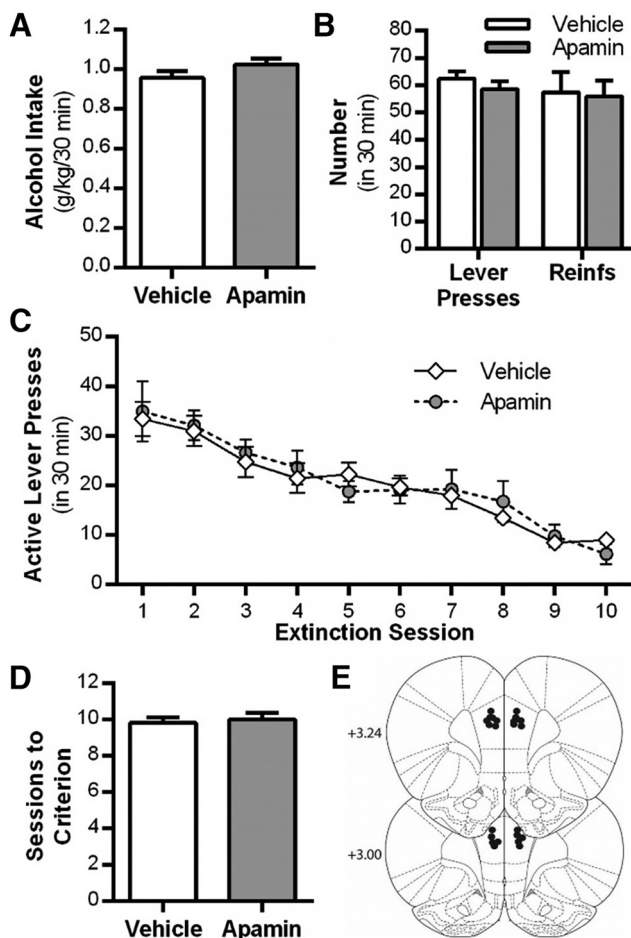 A
Alcohol Intake
(g/kg/30 min)
1.2
1.0
0.8
0.6
0.4
0.2
0.0
Vehicle Apamin
B
Vehicle
Apamin
Number
(in 30 min)
80
70
60
50
40
30
20
10
0
Lever
Presses
Reinfs
C
Active Lever Presses
(in 30 min)
50
40
30
20
10
0
Vehicle
Apamin
1 2 3 4 5 6 7 8 9 10
Extinction Session
D
Sessions to
Criterion
12
10
8
6
4
2
0
Vehicle Apamin
E
+3.24
+3.00